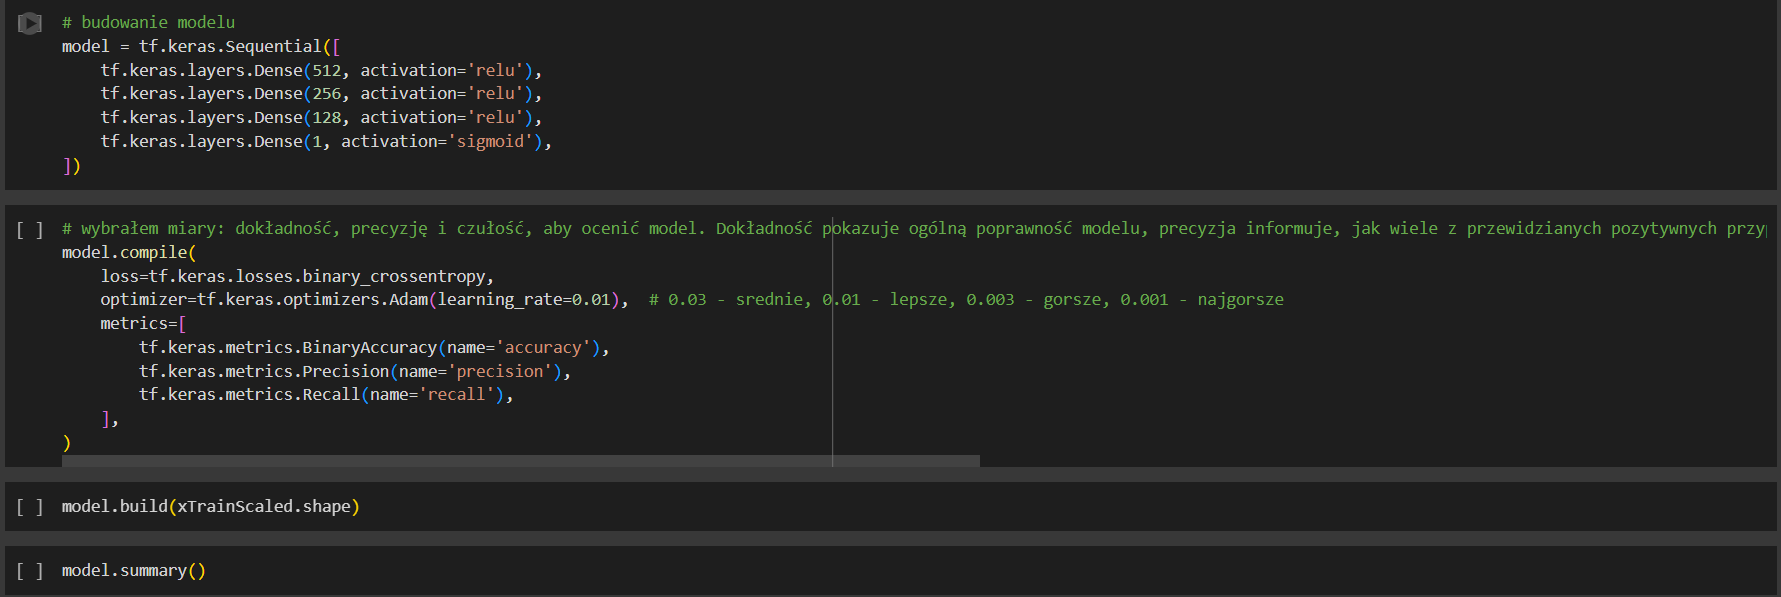 # budowanie modelu
model = tf.keras.Sequential([
    tf.keras.layers.Dense(512, activation='relu'),
    tf.keras.layers.Dense(256, activation='relu'),
    tf.keras.layers.Dense(128, activation='relu'),
    tf.keras.layers.Dense(1, activation='sigmoid'),
])
[ ] # wybrałem miary: dokładność, precyzję i czułość, aby ocenić model. Dokładność pokazuje ogólną poprawność modelu, precyzja informuje, jak wiele z przewidzianych pozytywnych
model.compile(
    loss=tf.keras.losses.binary_crossentropy,
    optimizer=tf.keras.optimizers.Adam(learning_rate=0.01),  # 0.03 - srednie, 0.01 - lepsze, 0.003 - gorsze, 0.001 - najgorsze
    metrics=[
        tf.keras.metrics.BinaryAccuracy(name='accuracy'),
        tf.keras.metrics.Precision(name='precision'),
        tf.keras.metrics.Recall(name='recall'),
    ],
)
[ ] model.build(xTrainScaled.shape)
[ ] model.summary()